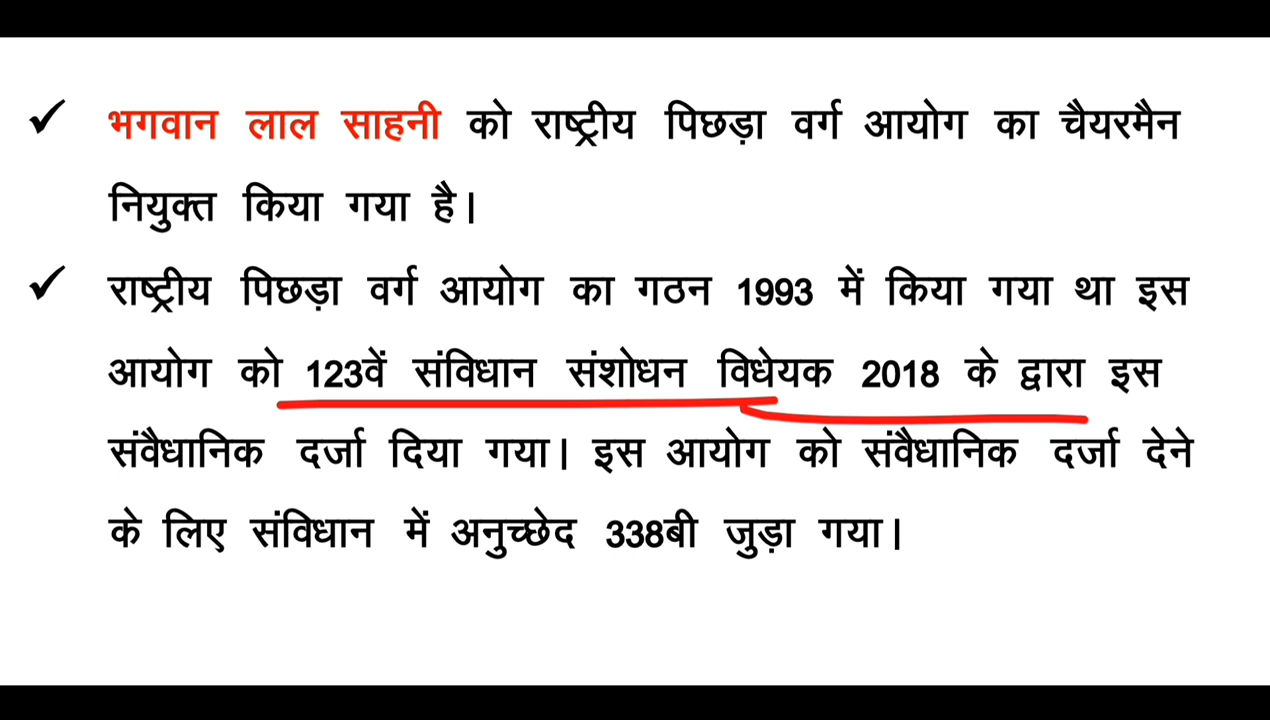 ✓ भगवान लाल साहनी को राष्ट्रीय पिछड़ा वर्ग आयोग का चैयरमैन
नियुक्त किया गया है।
✓ राष्ट्रीय पिछड़ा वर्ग आयोग का गठन 1993 में किया गया था इस
आयोग को 123वें संविधान संशोधन विधेयक 2018 के द्वारा इस
संवैधानिक दर्जा दिया गया। इस आयोग को संवैधानिक दर्जा देने
के लिए संविधान में अनुच्छेद 338बी जुड़ा गया।